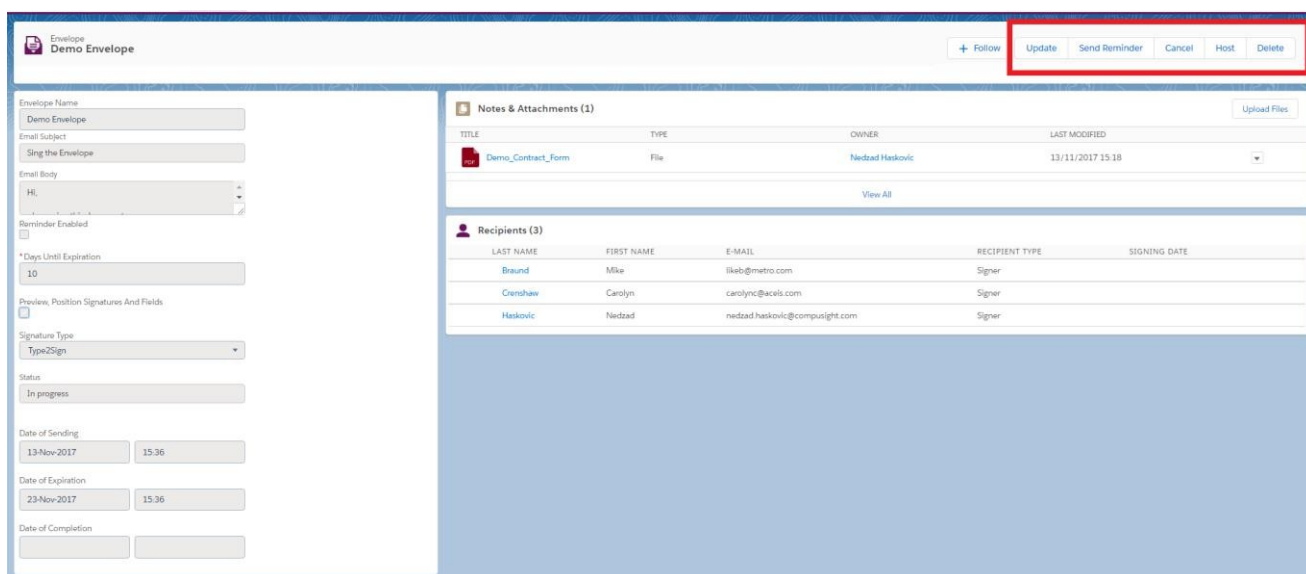 Envelope
Demo Envelope
+ Follow Update Send Reminder Cancel Host Delete
Envelope Name
Demo Envelope
Email Subject
Sing the Envelope
Email Body
Hi,
Reminder Enabled
*Days Until Expiration
10
Preview, Position Signatures And Fields
Signature Type
Type2Sign
Status
In progress
Date of Sending
13-Nov-2017 15:36
Date of Expiration
23-Nov-2017 15:36
Date of Completion
Notes & Attachments (1) Upload Files
TITLE TYPE OWNER LAST MODIFIED
PDF Demo_Contract_Form File Nedzad Haskovic 13/11/2017 15:18
View All
Recipients (3)
LAST NAME FIRST NAME E-MAIL RECIPIENT TYPE SIGNING DATE
Braund Mike likeb@metro.com Signer
Crenshaw Carolyn carolync@aceis.com Signer
Haskovic Nedzad nedzad.haskovic@compusight.com Signer